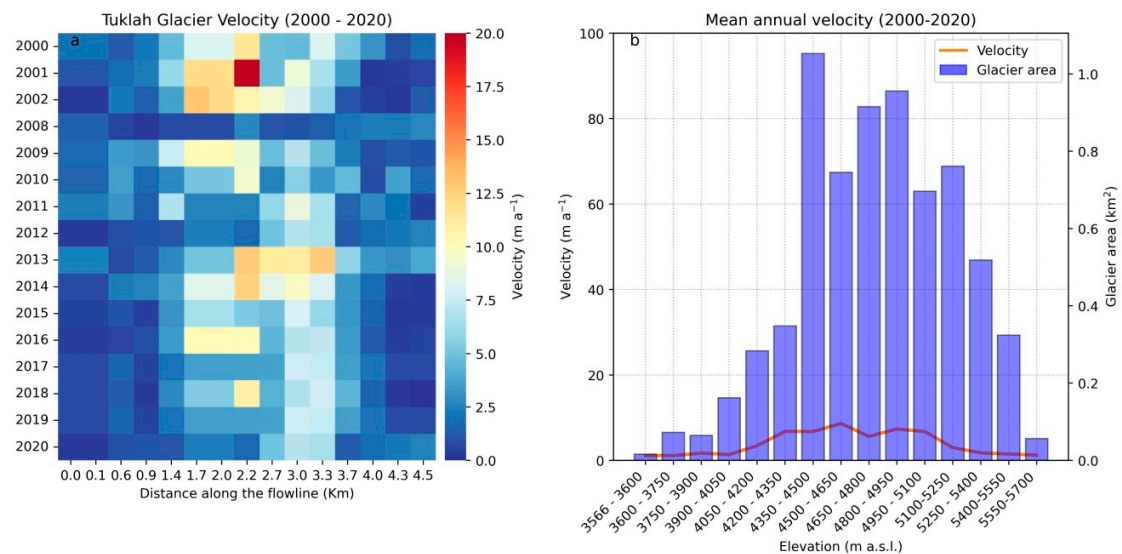 Tuklah Glacier Velocity (2000 - 2020)
a
2000
2001
2002
2008
2009
2010
2011
2012
2013
2014
2015
2016
2017
2018
2019
2020
0.0 0.1 0.6 0.9 1.4 1.7 2.0 2.2 2.7 3.0 3.3 3.7 4.0 4.3 4.5
Distance along the flowline (Km)
20.0
17.5
15.0
12.5
10.0
7.5
5.0
2.5
0.0
Velocity (m a⁻¹)
Mean annual velocity (2000-2020)
b
Velocity
Glacier area
100
80
60
40
20
0
Velocity (m a⁻¹)
1.0
0.8
0.6
0.4
0.2
0.0
Glacier area (km²)
3566 - 3600
3600 - 3750
3750 - 3900
3900 - 4050
4050 - 4200
4200 - 4350
4350 - 4500
4500 - 4650
4650 - 4800
4800 - 4950
4950 - 5100
5100-5250
5250 - 5400
5400-5550
5550-5700
Elevation (m a.s.l.)